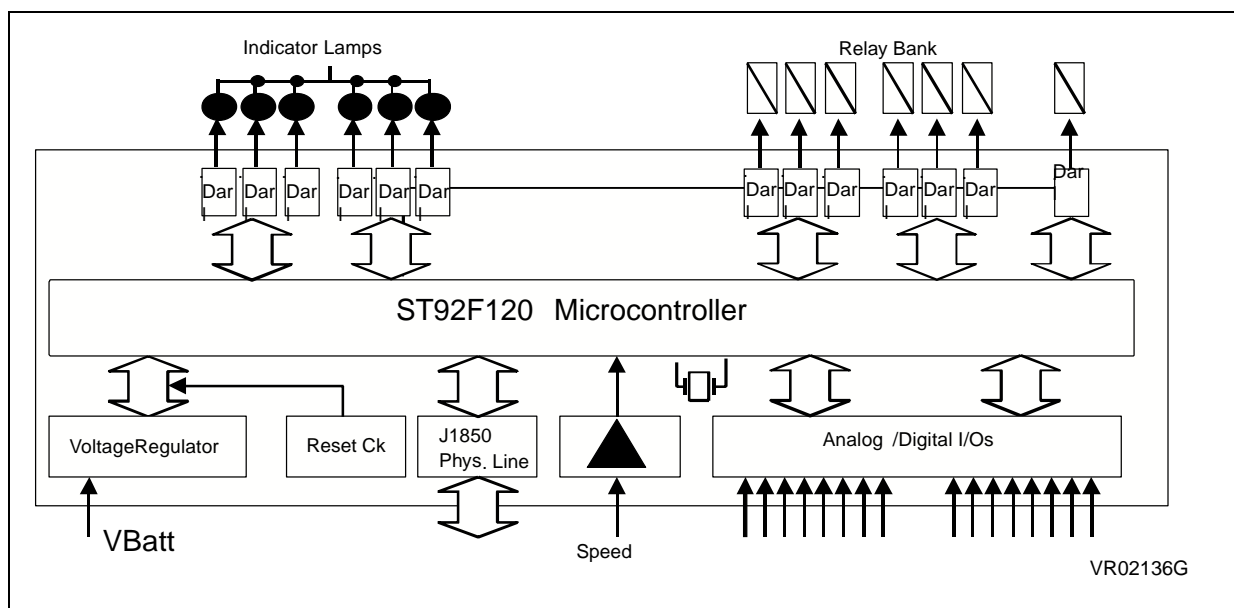 Indicator Lamps
Relay Bank
Dar Dar Dar Dar Dar Dar Dar Dar Dar Dar Dar Dar Dar
ST92F120 Microcontroller
VoltageRegulator
Reset Ck
J1850
Phys. Line
Analog /Digital I/Os
VBatt
Speed
VR02136G